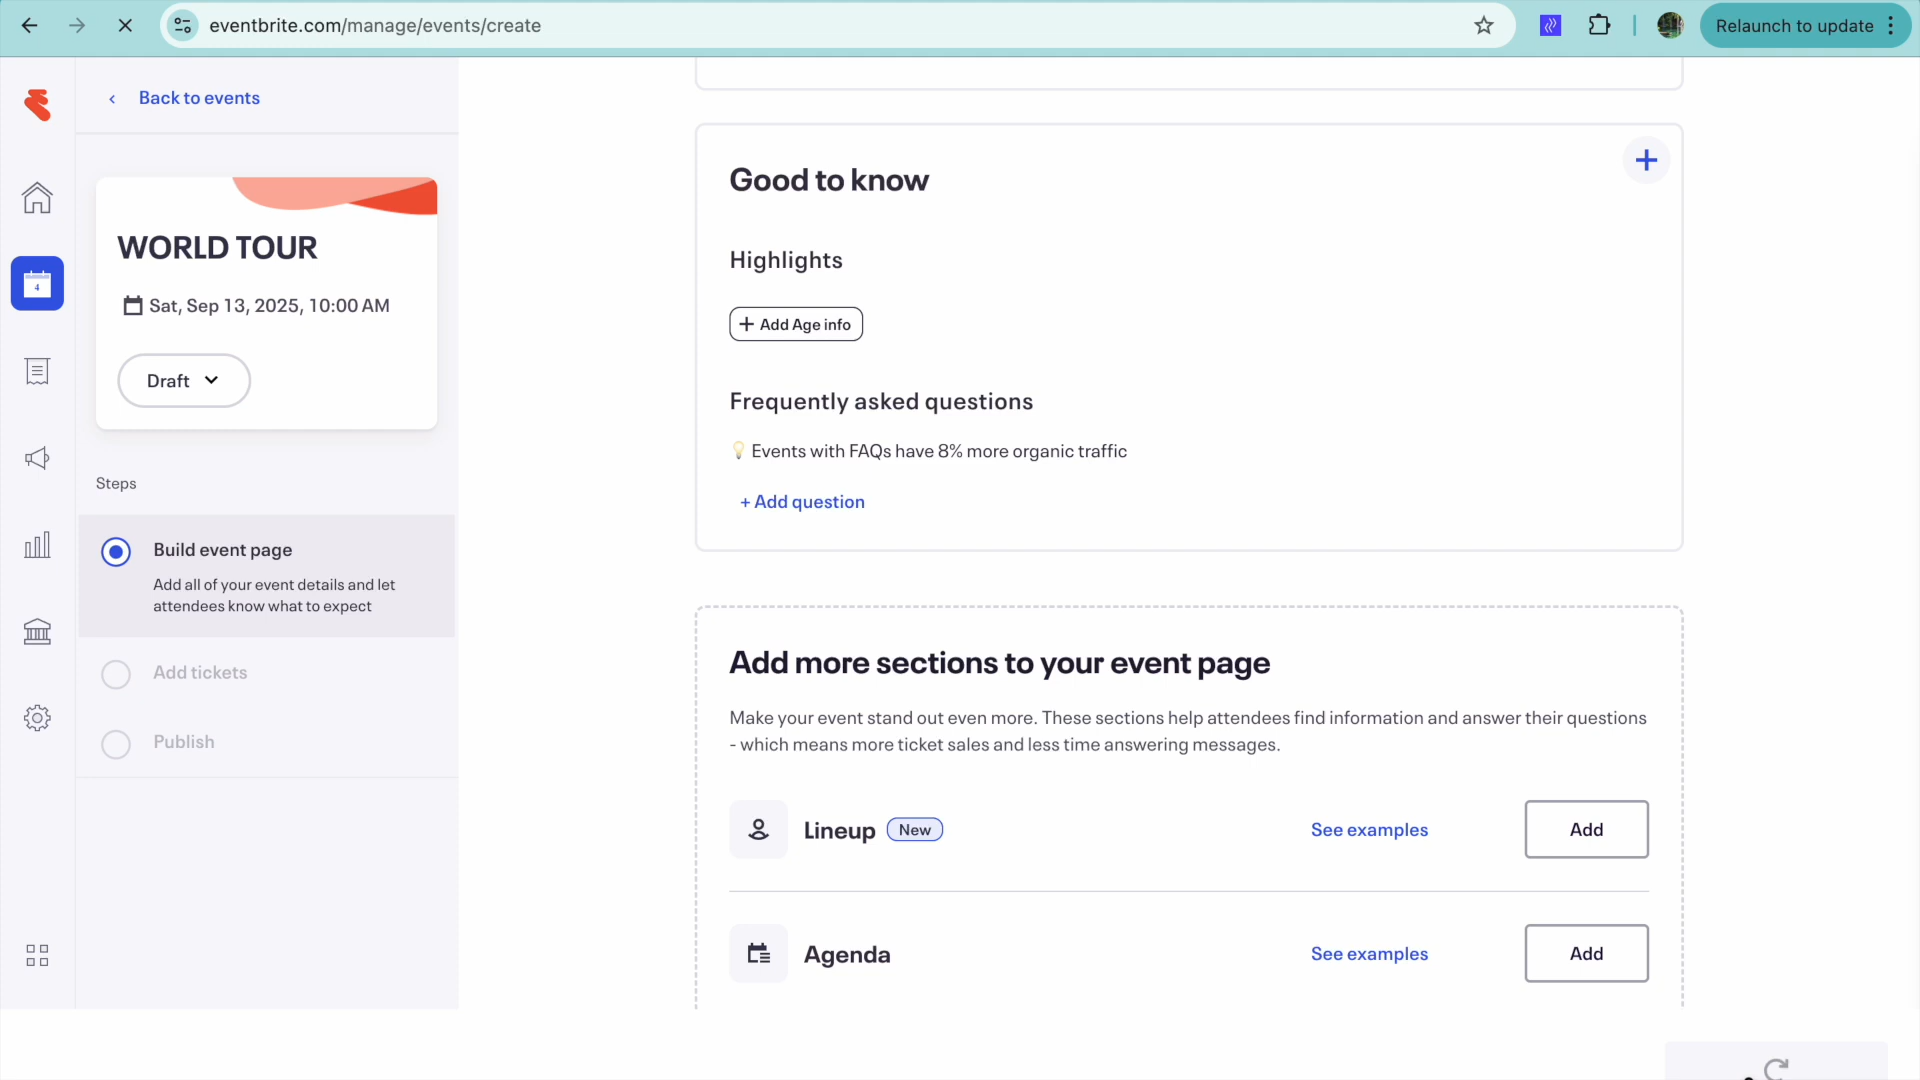 eventbrite.com/manage/events/create
Relaunch to update
Back to events
WORLD TOUR
Sat, Sep 13, 2025, 10:00 AM
Draft
Steps
Build event page
Add all of your event details and let
attendees know what to expect
Add tickets
Publish
4
Good to know
Highlights
+ Add Age info
Frequently asked questions
💡 Events with FAQs have 8% more organic traffic
+ Add question
Add more sections to your event page
Make your event stand out even more. These sections help attendees find information and answer their questions
- which means more ticket sales and less time answering messages.
Lineup New See examples Add
Agenda See examples Add